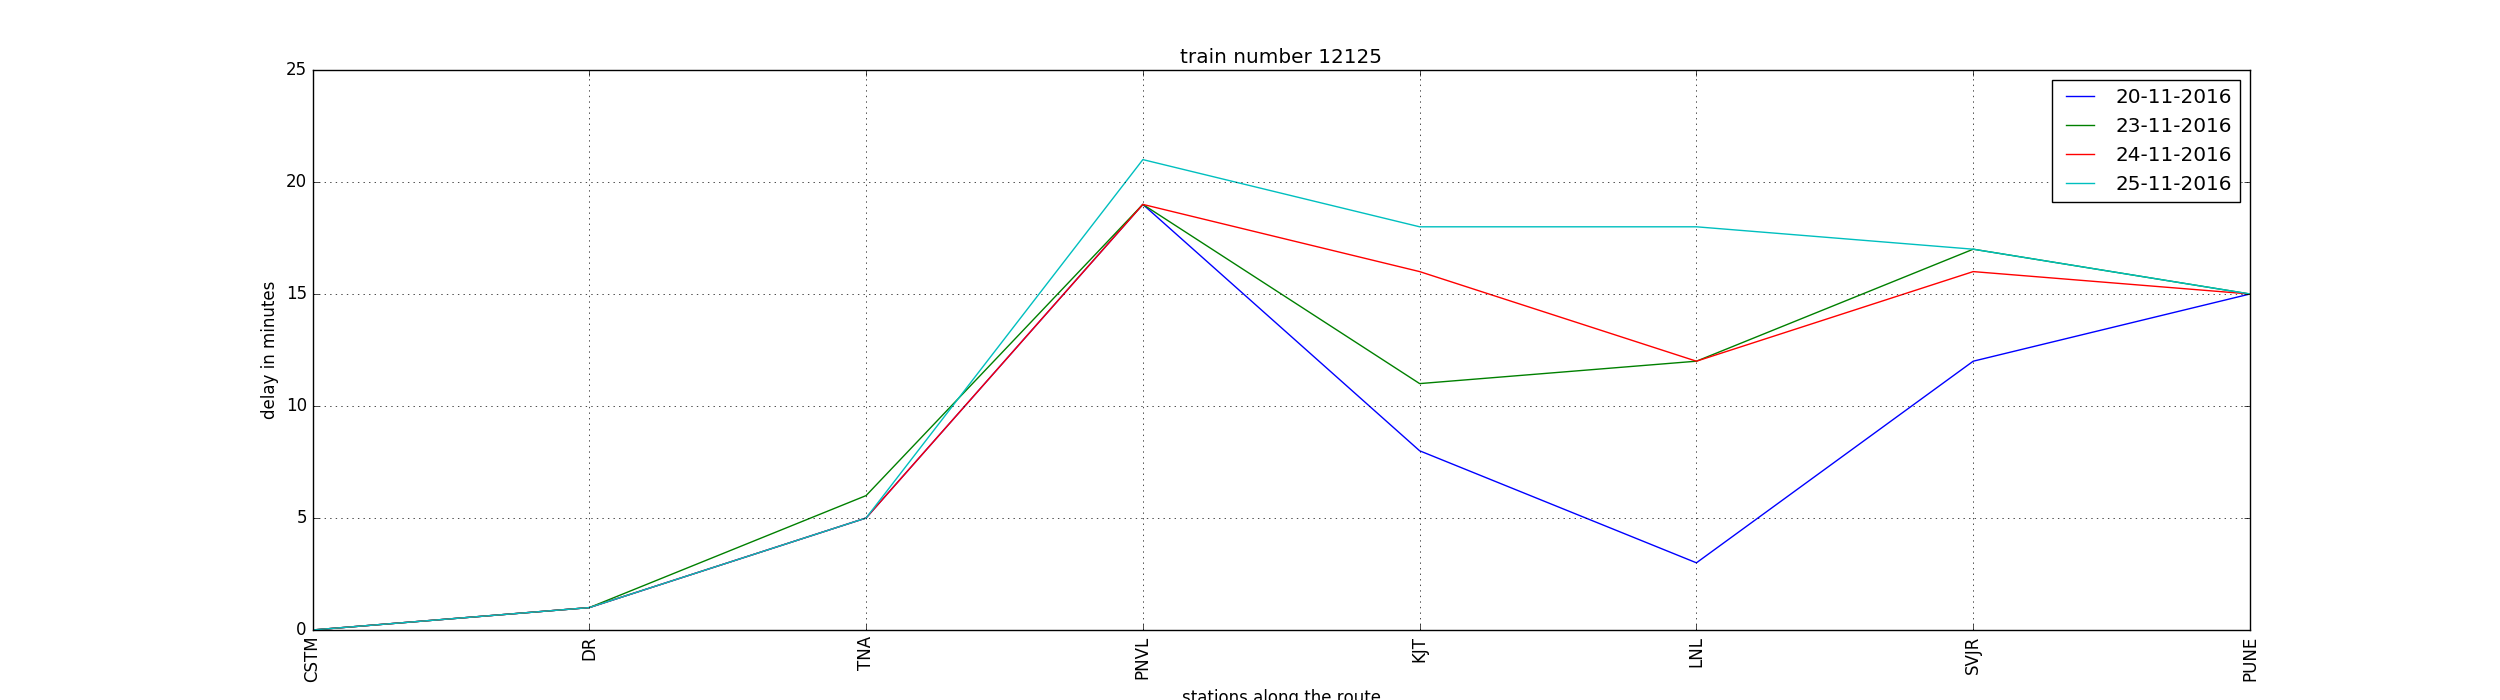 train number 12125
25
20
15
10
5
0
delay in minutes
20-11-2016
23-11-2016
24-11-2016
25-11-2016
CSTM
DR
TNA
PNVL
KJT
LNL
SVJR
PUNE
stations along the route